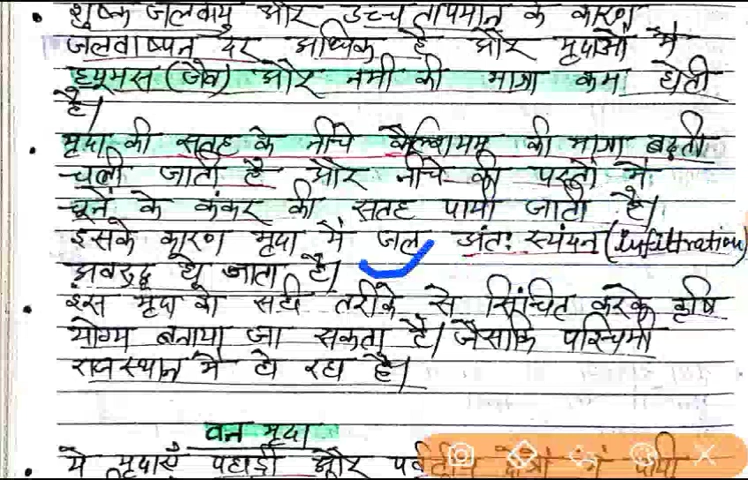 शुष्क जलवायु और उच्च तापमान के कारण
जलवाष्पन दर अधिक है और मृदाओं में
ह्यूमस (जैव) और नमी की मात्रा कम होती
है।
मृदा की सतह के नीचे कैल्शियम की मात्रा बढ़ती
चली जाती है और नीचे की परतों में
चूने के कंकर की सतह पायी जाती है।
इसके कारण मृदा में जल अंतः स्यंदन (infiltration)
अवरुद्ध हो जाता है।
इस मृदा को सही तरीके से सिंचित करके कृषि
योग्य बनाया जा सकता है। जैसाकि पश्चिमी
राजस्थान में हो रहा है।
वन मृदा
ये मृदाएँ पहाड़ी और पर्वतीय क्षेत्रों में पायी